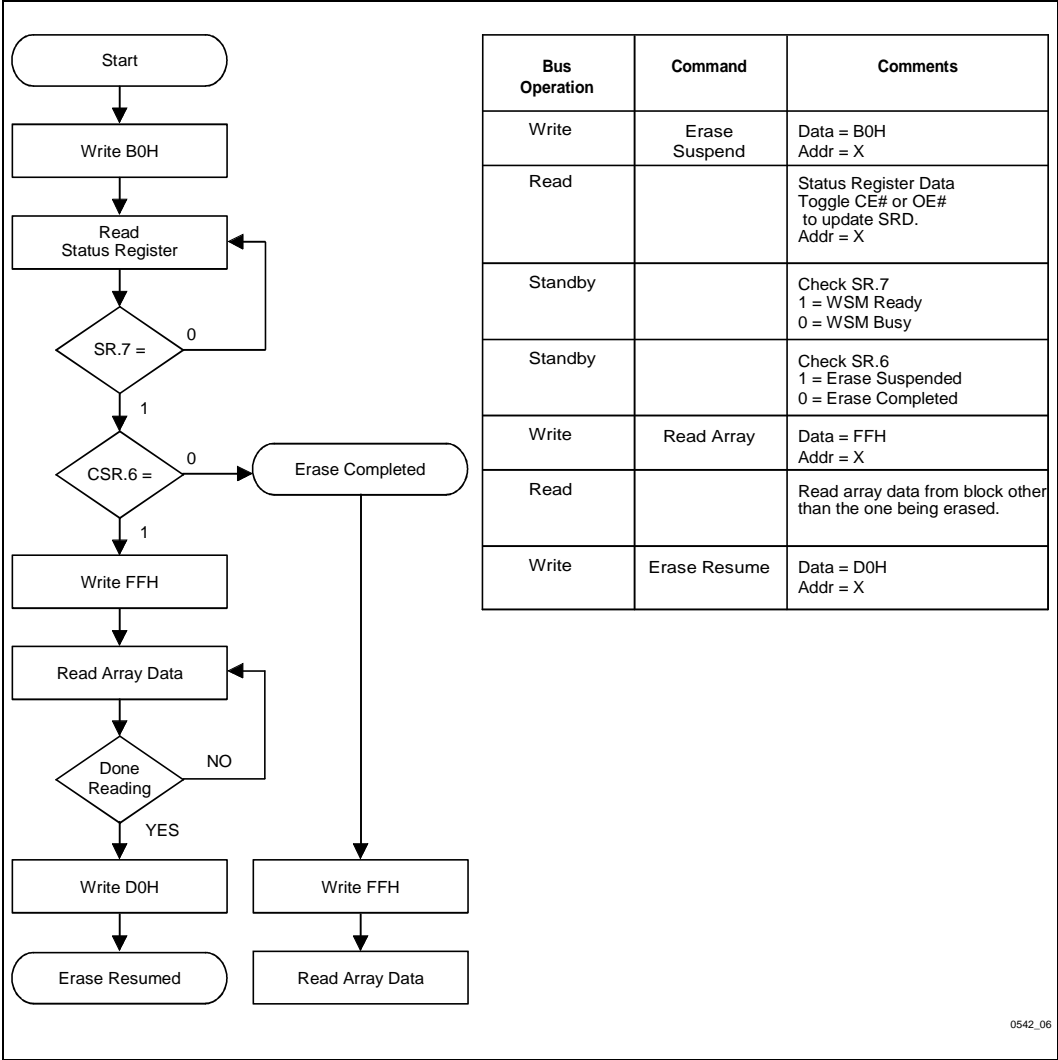 Start
Write B0H
Read
Status Register
SR.7 =
0
1
CSR.6 =
0
1
Erase Completed
Write FFH
Read Array Data
Done
Reading
NO
YES
Write D0H
Write FFH
Erase Resumed
Read Array Data
Bus
Operation
Command
Comments
Write
Erase
Suspend
Data = B0H
Addr = X
Read
Status Register Data
Toggle CE# or OE#
to update SRD.
Addr = X
Standby
Check SR.7
1 = WSM Ready
0 = WSM Busy
Standby
Check SR.6
1 = Erase Suspended
0 = Erase Completed
Write
Read Array
Data = FFH
Addr = X
Read
Read array data from block other
than the one being erased.
Write
Erase Resume
Data = D0H
Addr = X
0542_06